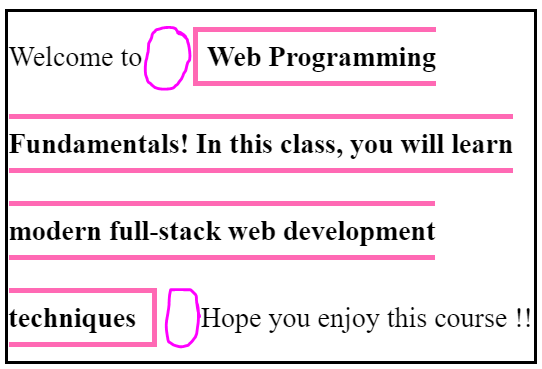 Welcome to Web Programming
Fundamentals! In this class, you will learn
modern full-stack web development
techniques Hope you enjoy this course !!